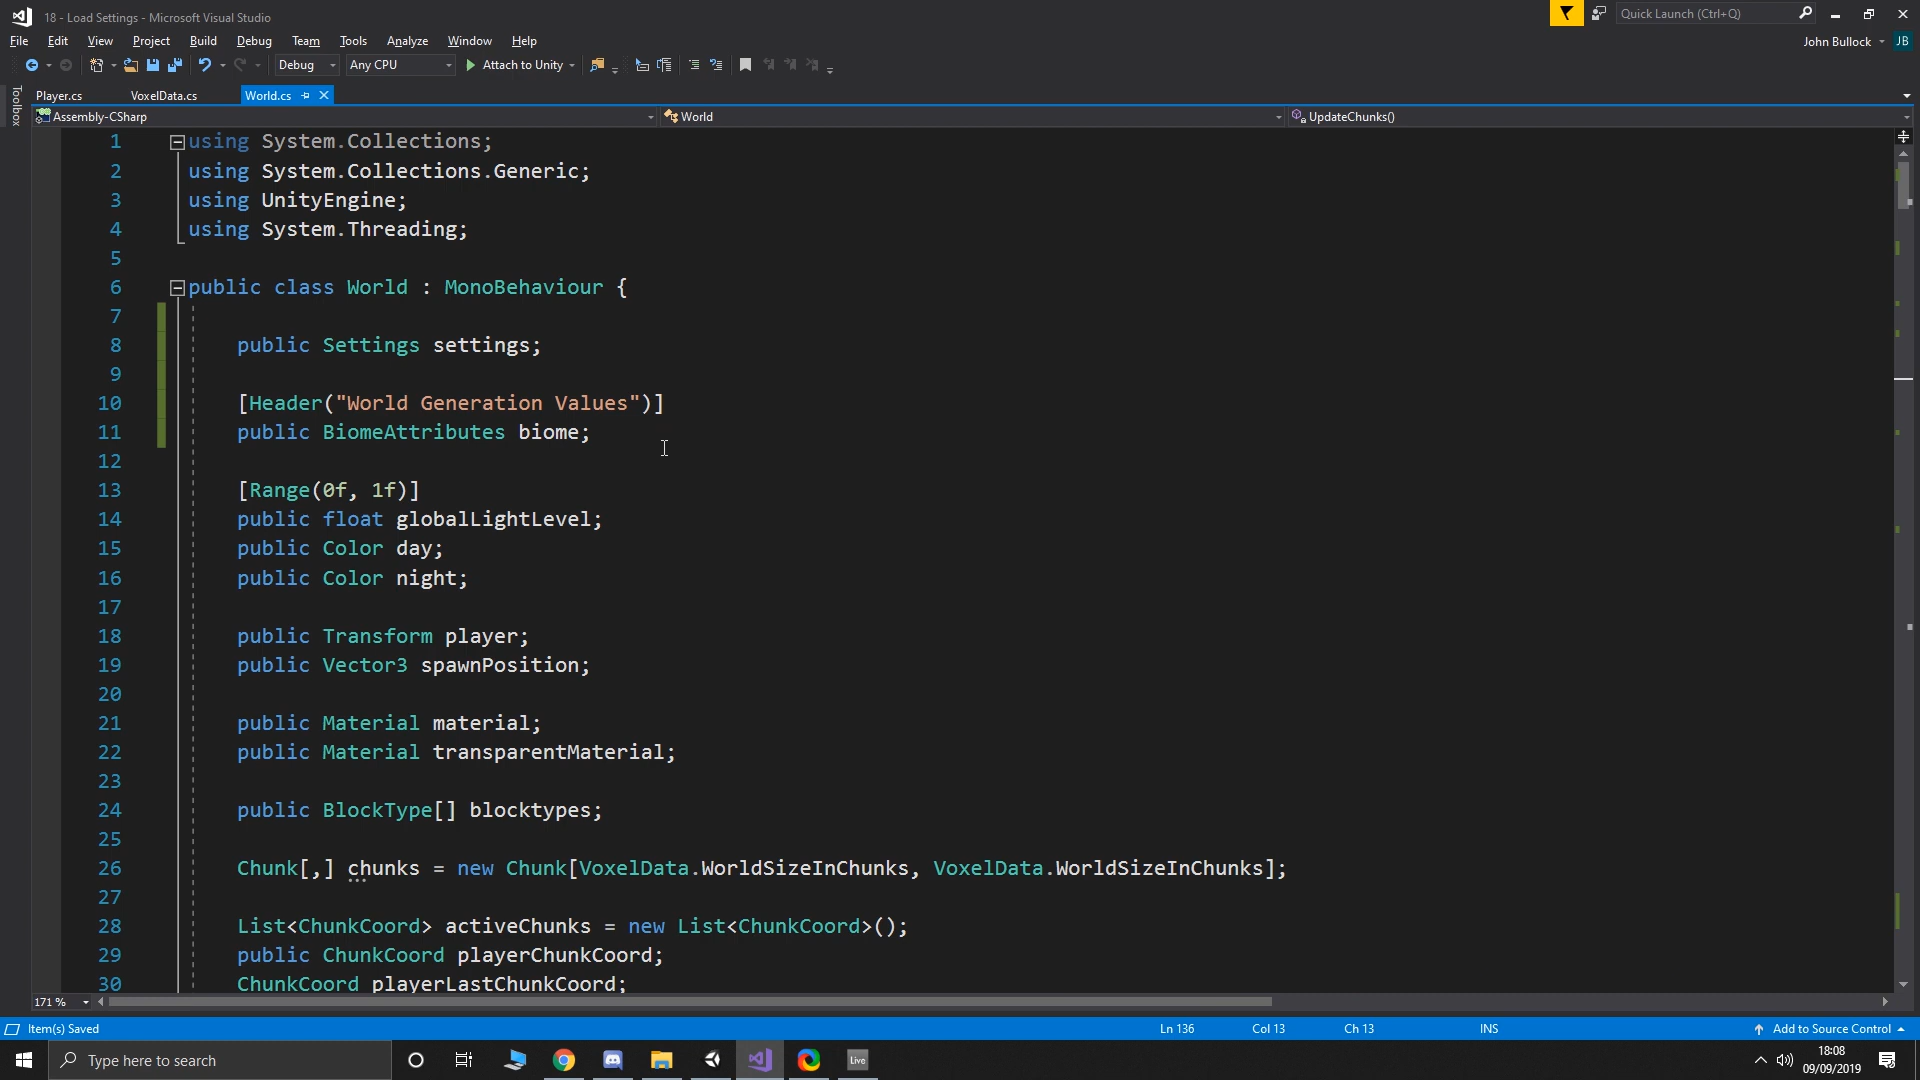 18 - Load Settings - Microsoft Visual Studio
Quick Launch (Ctrl+Q)
File Edit View Project Build Debug Team Tools Analyze Window Help
John Bullock JB
Debug Any CPU Attach to Unity
Toolbox
Player.cs VoxelData.cs World.cs
Assembly-CSharp World UpdateChunks()
1 using System.Collections;
2 using System.Collections.Generic;
3 using UnityEngine;
4 using System.Threading;
5
6 public class World : MonoBehaviour {
7
8 public Settings settings;
9
10 [Header("World Generation Values")]
11 public BiomeAttributes biome;
12
13 [Range(0f, 1f)]
14 public float globalLightLevel;
15 public Color day;
16 public Color night;
17
18 public Transform player;
19 public Vector3 spawnPosition;
20
21 public Material material;
22 public Material transparentMaterial;
23
24 public BlockType[] blocktypes;
25
26 Chunk[,] chunks = new Chunk[VoxelData.WorldSizeInChunks, VoxelData.WorldSizeInChunks];
27
28 List<ChunkCoord> activeChunks = new List<ChunkCoord>();
29 public ChunkCoord playerChunkCoord;
30 ChunkCoord playerLastChunkCoord;
171 %
Item(s) Saved Ln 136 Col 13 Ch 13 INS Add to Source Control
Type here to search
Live
18:08
09/09/2019